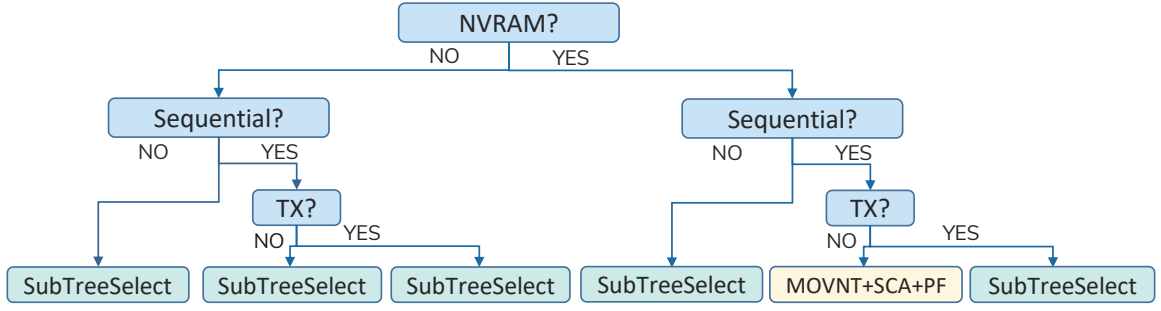 NVRAM?
NO YES
Sequential? Sequential?
NO YES NO YES
TX? TX?
NO YES NO YES
SubTreeSelect SubTreeSelect SubTreeSelect SubTreeSelect MOVNT+SCA+PF SubTreeSelect